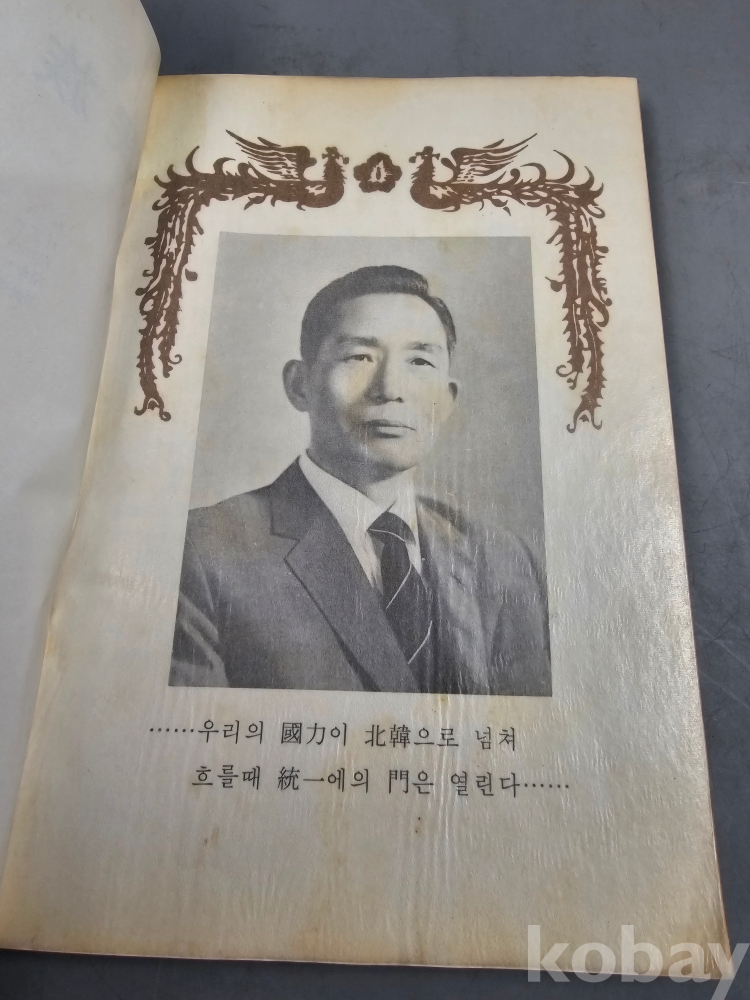 ……우리의 國力이 北韓으로 넘쳐
흐를때 統一에의 門은 열린다……
kobay